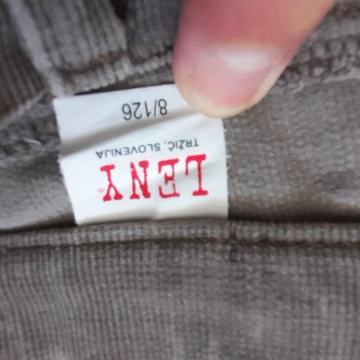 LENY
TRŽIČ, SLOVENIJA
8/126